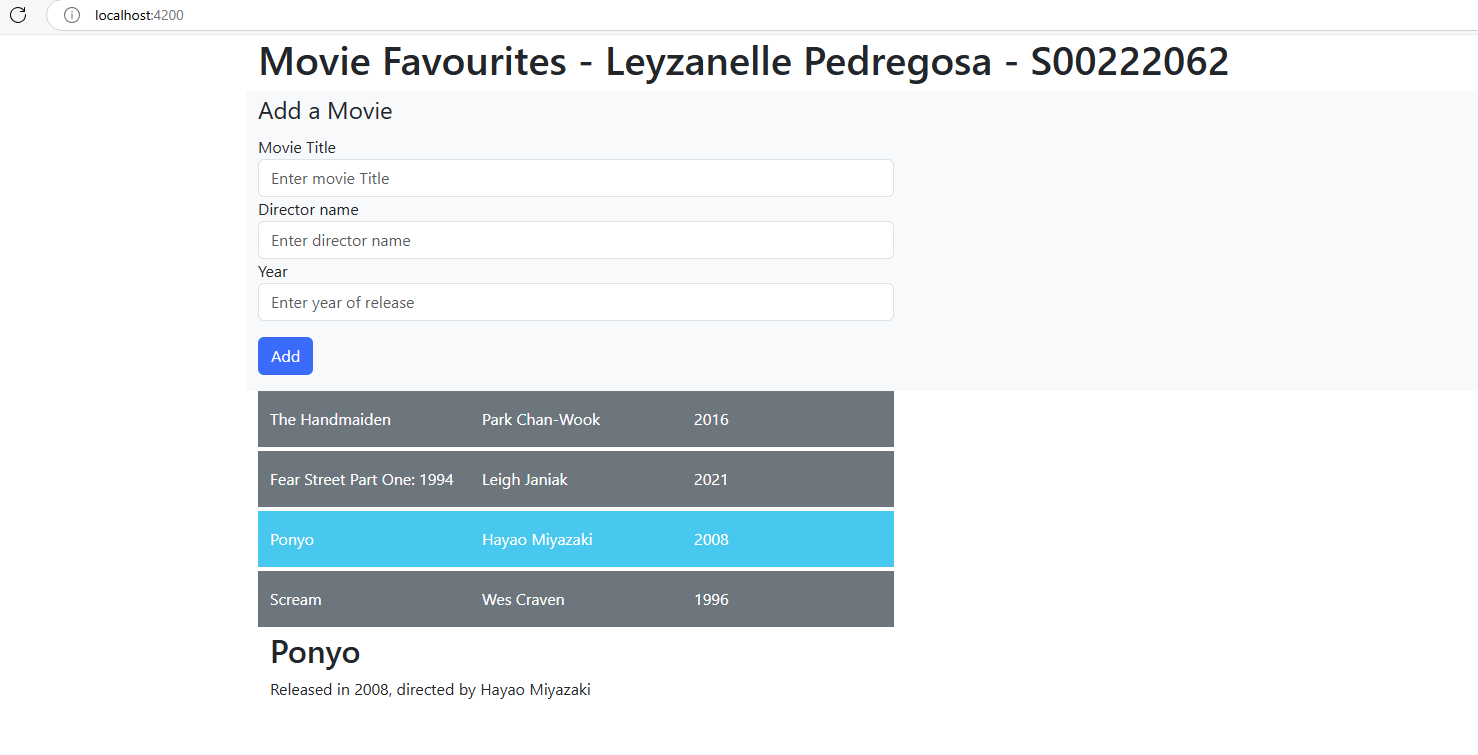 localhost:4200
Movie Favourites - Leyzanelle Pedregosa - S00222062
Add a Movie
Movie Title
Enter movie Title
Director name
Enter director name
Year
Enter year of release
Add
The Handmaiden Park Chan-Wook 2016
Fear Street Part One: 1994 Leigh Janiak 2021
Ponyo Hayao Miyazaki 2008
Scream Wes Craven 1996
Ponyo
Released in 2008, directed by Hayao Miyazaki